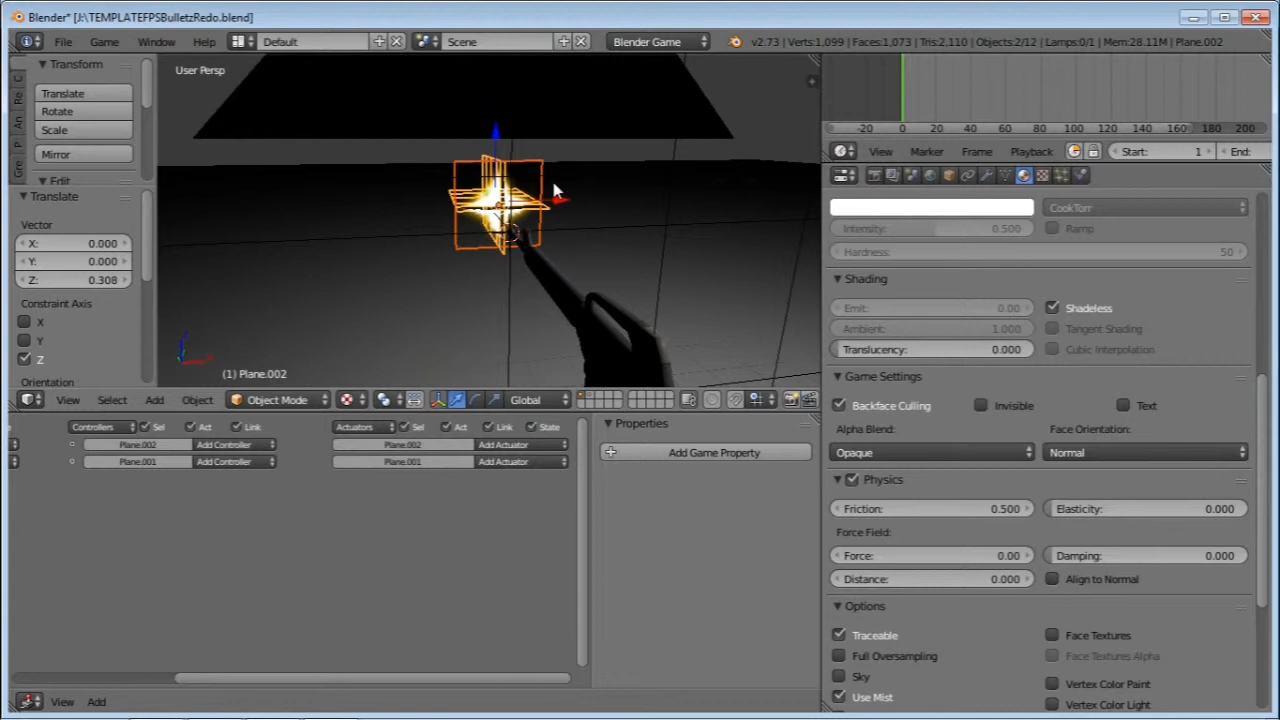 Blender* [J:\TEMPLATEFPSBulletzRedo.blend]
File Game Window Help Default Scene Blender Game v2.73 | Verts:1,099 | Faces:1,073 | Tris:2,110 | Objects:2/12 | Lamps:0/1 | Mem:28.11M | Plane.002
Transform
Translate
Rotate
Scale
Mirror
Edit
C
Re
An
P
Gre
Translate
Vector
X: 0.000
Y: 0.000
Z: 0.308
Constraint Axis
X
Y
Z
Orientation
User Persp
(1) Plane.002
View Select Add Object Object Mode Global
Controllers Sel Act Link
Plane.002 Add Controller
Plane.001 Add Controller
Actuators Sel Act Link State
Plane.002 Add Actuator
Plane.001 Add Actuator
Properties
Add Game Property
View Add
-20 0 20 40 60 80 100 120 140 160 180 200
View Marker Frame Playback Start: 1 End:
CookTorr
Intensity: 0.500 Ramp
Hardness: 50
Shading
Emit: 0.00 Shadeless
Ambient: 1.000 Tangent Shading
Translucency: 0.000 Cubic Interpolation
Game Settings
Backface Culling Invisible Text
Alpha Blend: Face Orientation:
Opaque Normal
Physics
Friction: 0.500 Elasticity: 0.000
Force Field:
Force: 0.00 Damping: 0.000
Distance: 0.000 Align to Normal
Options
Traceable Face Textures
Full Oversampling Face Textures Alpha
Sky Vertex Color Paint
Use Mist Vertex Color Light